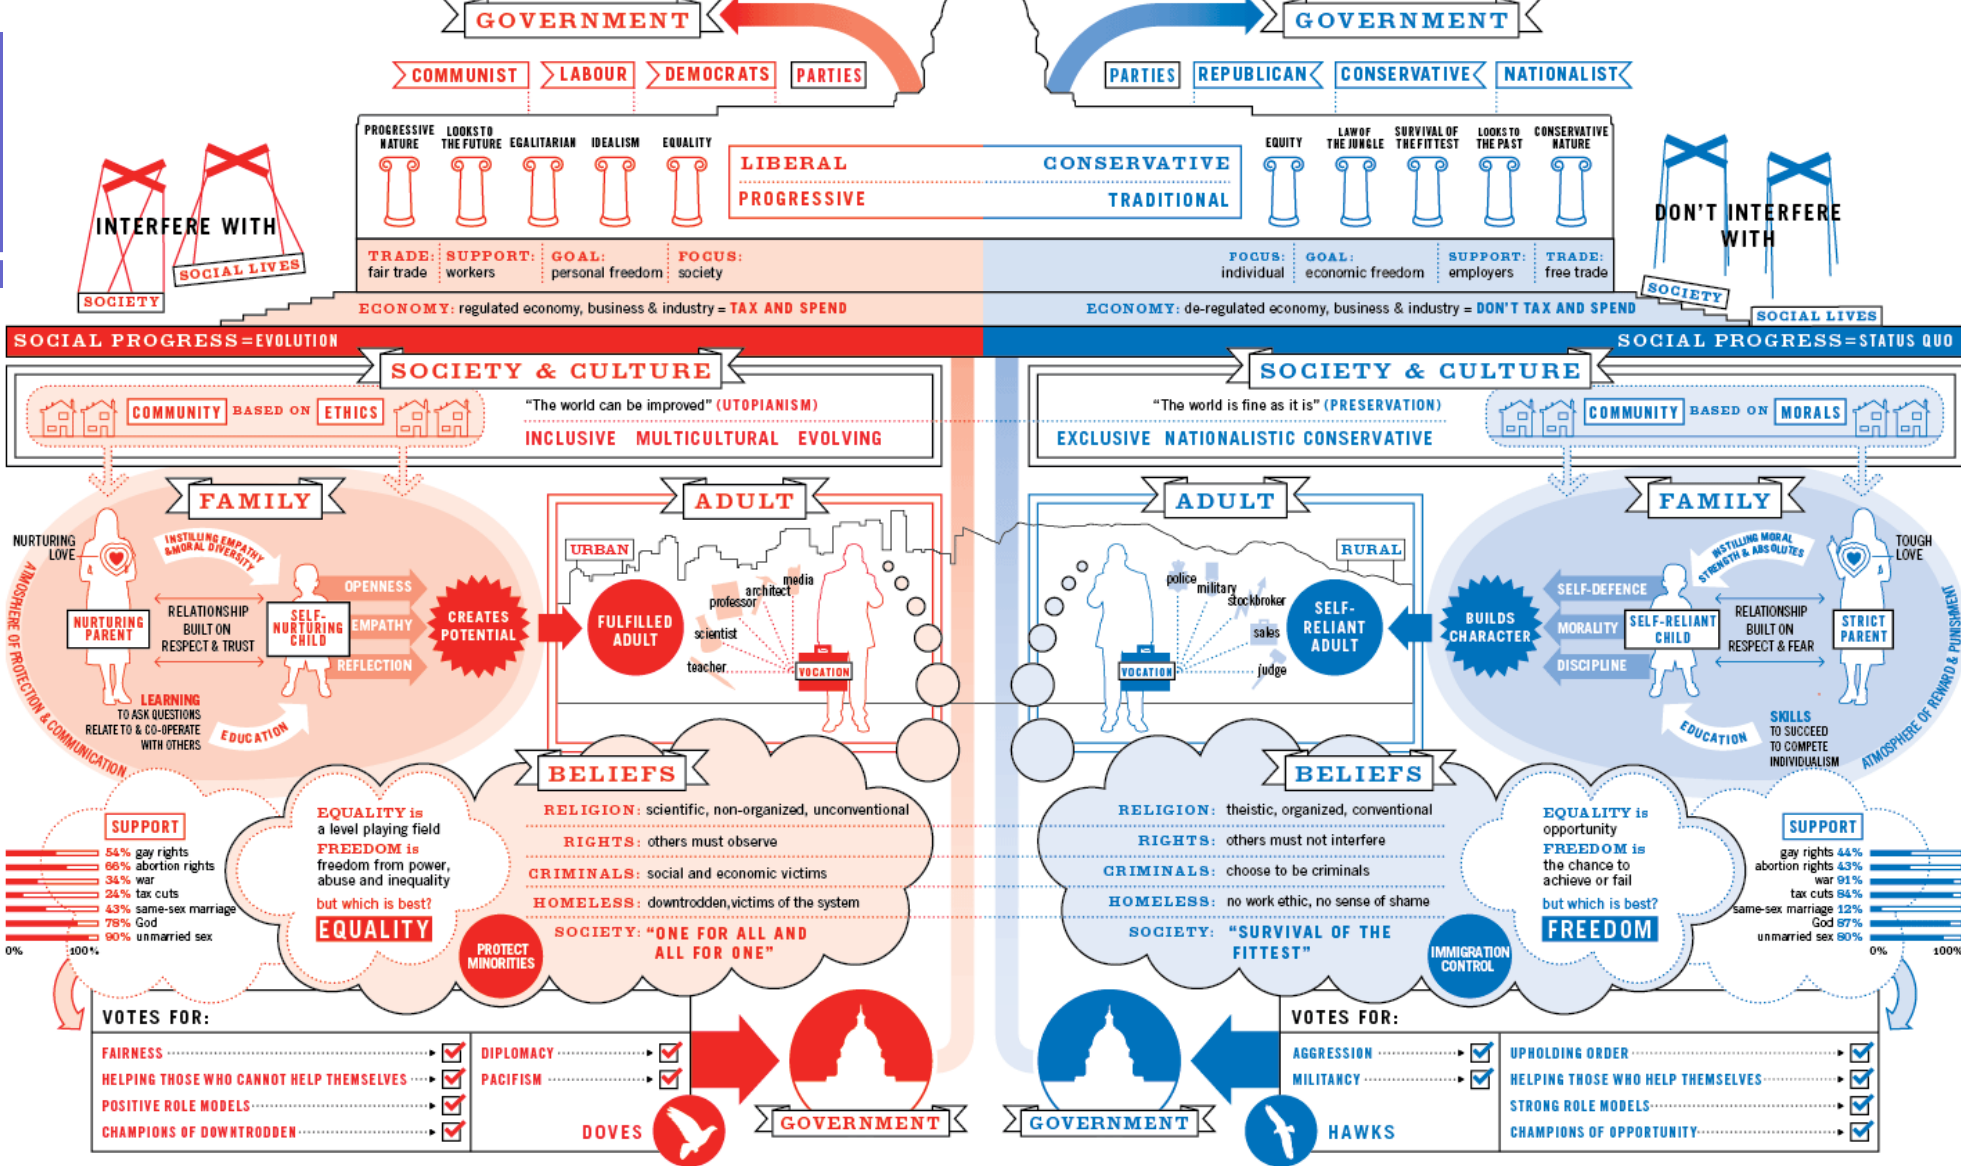 GOVERNMENT
GOVERNMENT
COMMUNIST
LABOUR
DEMOCRATS
PARTIES
PARTIES
REPUBLICAN
CONSERVATIVE
NATIONALIST
PROGRESSIVE
NATURE
LOOKS TO
THE FUTURE
EGALITARIAN
IDEALISM
EQUALITY
LIBERAL
PROGRESSIVE
CONSERVATIVE
TRADITIONAL
EQUITY
LAW OF
THE JUNGLE
SURVIVAL OF
THE FITTEST
LOOKS TO
THE PAST
CONSERVATIVE
NATURE
INTERFERE WITH
SOCIAL LIVES
SOCIETY
DON'T INTERFERE
WITH
SOCIETY
SOCIAL LIVES
TRADE:
fair trade
SUPPORT:
workers
GOAL:
personal freedom
FOCUS:
society
FOCUS:
individual
GOAL:
economic freedom
SUPPORT:
employers
TRADE:
free trade
ECONOMY: regulated economy, business & industry = TAX AND SPEND
ECONOMY: de-regulated economy, business & industry = DON'T TAX AND SPEND
SOCIAL PROGRESS=EVOLUTION
SOCIAL PROGRESS=STATUS QUO
SOCIETY & CULTURE
COMMUNITY BASED ON ETHICS
"The world can be improved" (UTOPIANISM)
INCLUSIVE MULTICULTURAL EVOLVING
SOCIETY & CULTURE
"The world is fine as it is" (PRESERVATION)
EXCLUSIVE NATIONALISTIC CONSERVATIVE
COMMUNITY BASED ON MORALS
FAMILY
NURTURING
LOVE
INSTILLING EMPATHY
& MORAL DIVERSITY
ATMOSPHERE OF PROTECTION & COMMUNICATION
NURTURING
PARENT
RELATIONSHIP
BUILT ON
RESPECT & TRUST
SELF-
NURTURING
CHILD
OPENNESS
EMPATHY
REFLECTION
CREATES
POTENTIAL
LEARNING
TO ASK QUESTIONS
RELATE TO & CO-OPERATE
WITH OTHERS
EDUCATION
ADULT
URBAN
FULFILLED
ADULT
media
architect
professor
scientist
teacher
VOCATION
ADULT
RURAL
police
military
stockbroker
sales
judge
VOCATION
SELF-
RELIANT
ADULT
FAMILY
TOUGH
LOVE
INSTILLING MORAL
STRENGTH & ABSOLUTES
BUILDS
CHARACTER
SELF-DEFENCE
MORALITY
DISCIPLINE
SELF-RELIANT
CHILD
RELATIONSHIP
BUILT ON
RESPECT & FEAR
STRICT
PARENT
ATMOSPHERE OF REWARD & PUNISHMENT
EDUCATION
SKILLS
TO SUCCEED
TO COMPETE
INDIVIDUALISM
SUPPORT
54% gay rights
66% abortion rights
34% war
24% tax cuts
43% same-sex marriage
78% God
90% unmarried sex
0% 100%
EQUALITY is
a level playing field
FREEDOM is
freedom from power,
abuse and inequality
but which is best?
EQUALITY
BELIEFS
RELIGION: scientific, non-organized, unconventional
RIGHTS: others must observe
CRIMINALS: social and economic victims
HOMELESS: downtrodden,victims of the system
SOCIETY: "ONE FOR ALL AND
ALL FOR ONE"
PROTECT
MINORITIES
BELIEFS
RELIGION: theistic, organized, conventional
RIGHTS: others must not interfere
CRIMINALS: choose to be criminals
HOMELESS: no work ethic, no sense of shame
SOCIETY: "SURVIVAL OF THE
FITTEST"
IMMIGRATION
CONTROL
EQUALITY is
opportunity
FREEDOM is
the chance to
achieve or fail
but which is best?
FREEDOM
SUPPORT
gay rights 44%
abortion rights 43%
war 91%
tax cuts 84%
same-sex marriage 12%
God 87%
unmarried sex 80%
0% 100%
VOTES FOR:
FAIRNESS
HELPING THOSE WHO CANNOT HELP THEMSELVES
POSITIVE ROLE MODELS
CHAMPIONS OF DOWNTRODDEN
DIPLOMACY
PACIFISM
DOVES
GOVERNMENT
GOVERNMENT
VOTES FOR:
AGGRESSION
MILITANCY
HAWKS
UPHOLDING ORDER
HELPING THOSE WHO HELP THEMSELVES
STRONG ROLE MODELS
CHAMPIONS OF OPPORTUNITY